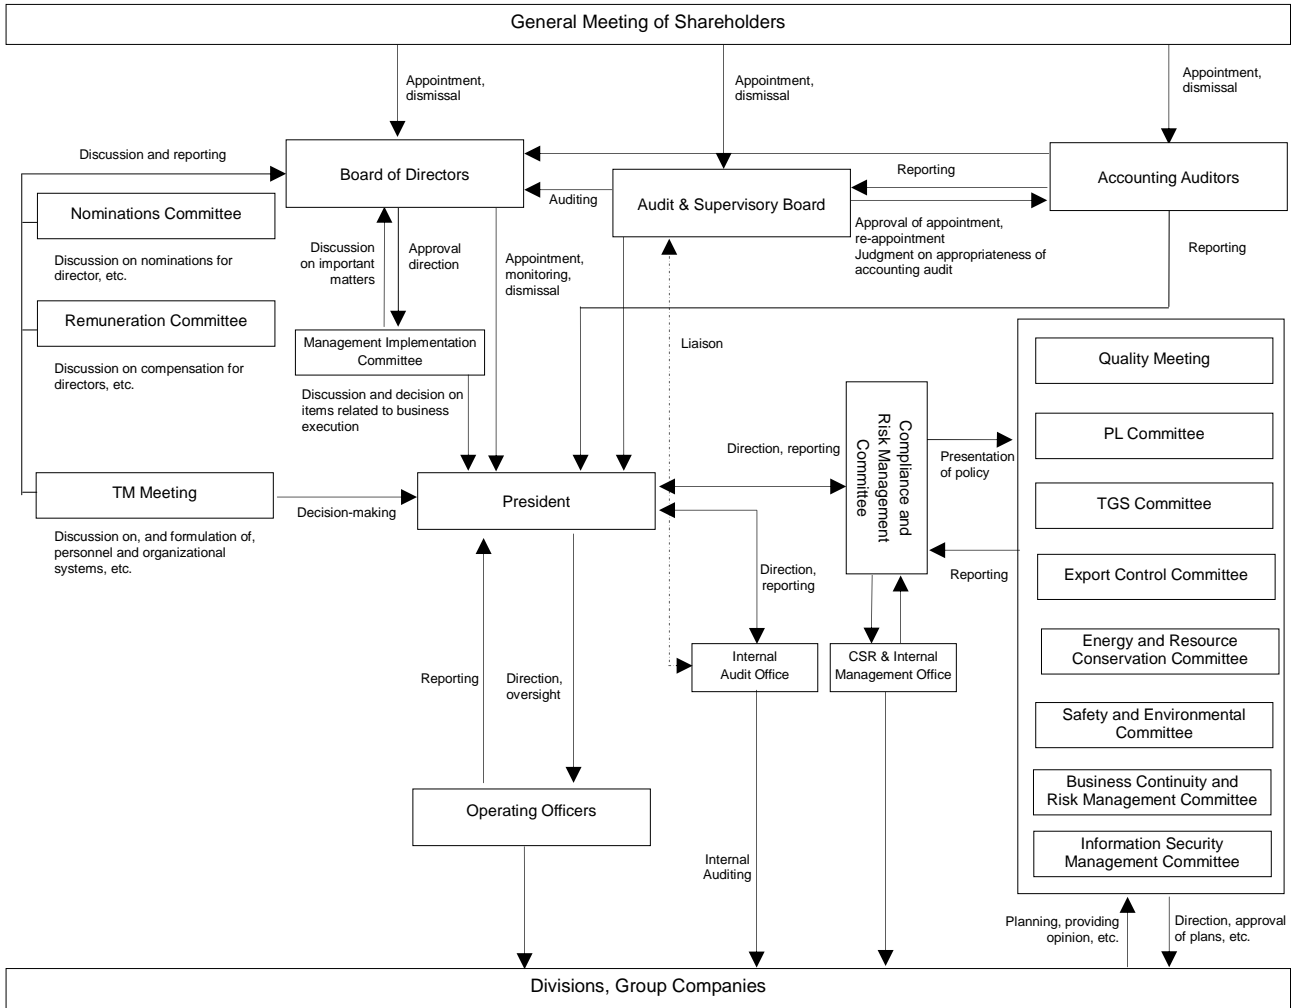 General Meeting of Shareholders
Appointment,
dismissal
Appointment,
dismissal
Appointment,
dismissal
Discussion and reporting
Board of Directors
Reporting
Accounting Auditors
Auditing
Audit & Supervisory Board
Nominations Committee
Discussion on nominations for
director, etc.
Discussion
on important
matters
Approval
direction
Appointment,
monitoring,
dismissal
Approval of appointment,
re-appointment
Judgment on appropriateness of
accounting audit
Reporting
Remuneration Committee
Discussion on compensation for
directors, etc.
Management Implementation
Committee
Discussion and decision on
items related to business
execution
Liaison
Quality Meeting
PL Committee
TGS Committee
Export Control Committee
Energy and Resource
Conservation Committee
Safety and Environmental
Committee
Business Continuity and
Risk Management Committee
Information Security
Management Committee
Compliance and
Risk Management
Committee
Direction, reporting
Presentation
of policy
Reporting
TM Meeting
Decision-making
President
Discussion on, and formulation of,
personnel and organizational
systems, etc.
Direction,
reporting
Internal
Audit Office
CSR & Internal
Management Office
Reporting
Direction,
oversight
Operating Officers
Internal
Auditing
Planning, providing
opinion, etc.
Direction, approval
of plans, etc.
Divisions, Group Companies